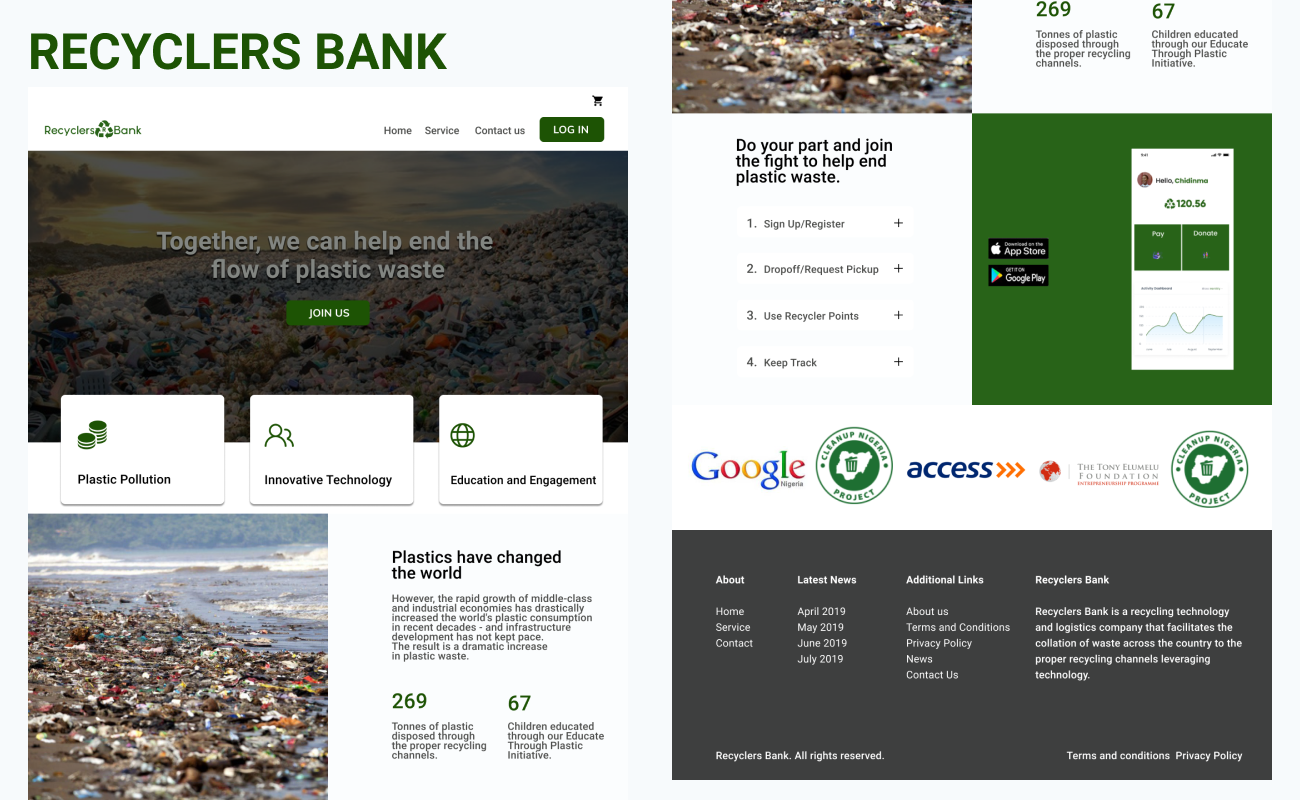 RECYCLERS BANK
Recyclers Bank
Home Service Contact us LOG IN
Together, we can help end the
flow of plastic waste
JOIN US
Plastic Pollution
Innovative Technology
Education and Engagement
Plastics have changed
the world
However, the rapid growth of middle-class
and industrial economies has drastically
increased the world's plastic consumption
in recent decades - and infrastructure
development has not kept pace.
The result is a dramatic increase
in plastic waste.
269
Tonnes of plastic
disposed through
the proper recycling
channels.
67
Children educated
through our Educate
Through Plastic
Initiative.
269
Tonnes of plastic
disposed through
the proper recycling
channels.
67
Children educated
through our Educate
Through Plastic
Initiative.
Do your part and join
the fight to help end
plastic waste.
1. Sign Up/Register +
2. Dropoff/Request Pickup +
3. Use Recycler Points +
4. Keep Track +
Download on the
App Store
GET IT ON
Google Play
9:41
Hello, Chidinma
120.56
Pay
Donate
Activity Dashboard
Google
Nigeria
CLEANUP NIGERIA
PROJECT
access
THE TONY ELUMELU
FOUNDATION
ENTREPRENEURSHIP PROGRAMME
CLEANUP NIGERIA
PROJECT
About
Home
Service
Contact
Latest News
April 2019
May 2019
June 2019
July 2019
Additional Links
About us
Terms and Conditions
Privacy Policy
News
Contact Us
Recyclers Bank
Recyclers Bank is a recycling technology
and logistics company that facilitates the
collation of waste across the country to the
proper recycling channels leveraging
technology.
Recyclers Bank. All rights reserved.
Terms and conditions Privacy Policy